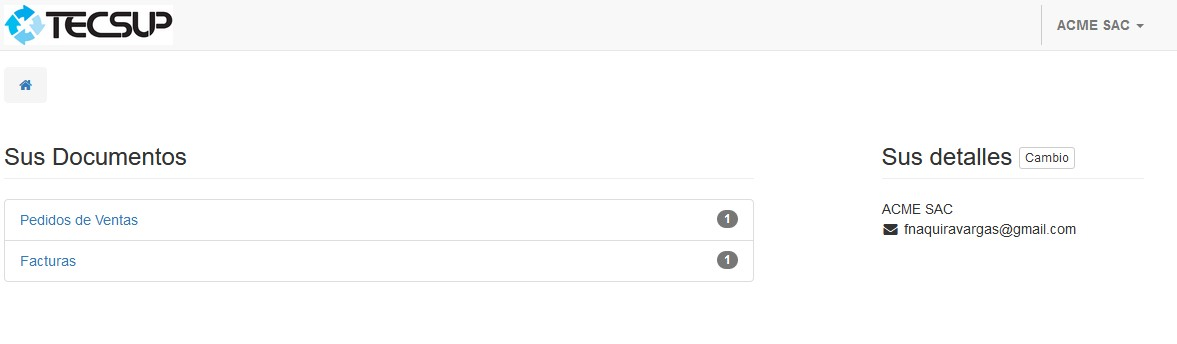 TECSUP
ACME SAC
Sus Documentos
Pedidos de Ventas 1
Facturas 1
Sus detalles Cambio
ACME SAC
fnaquiravargas@gmail.com